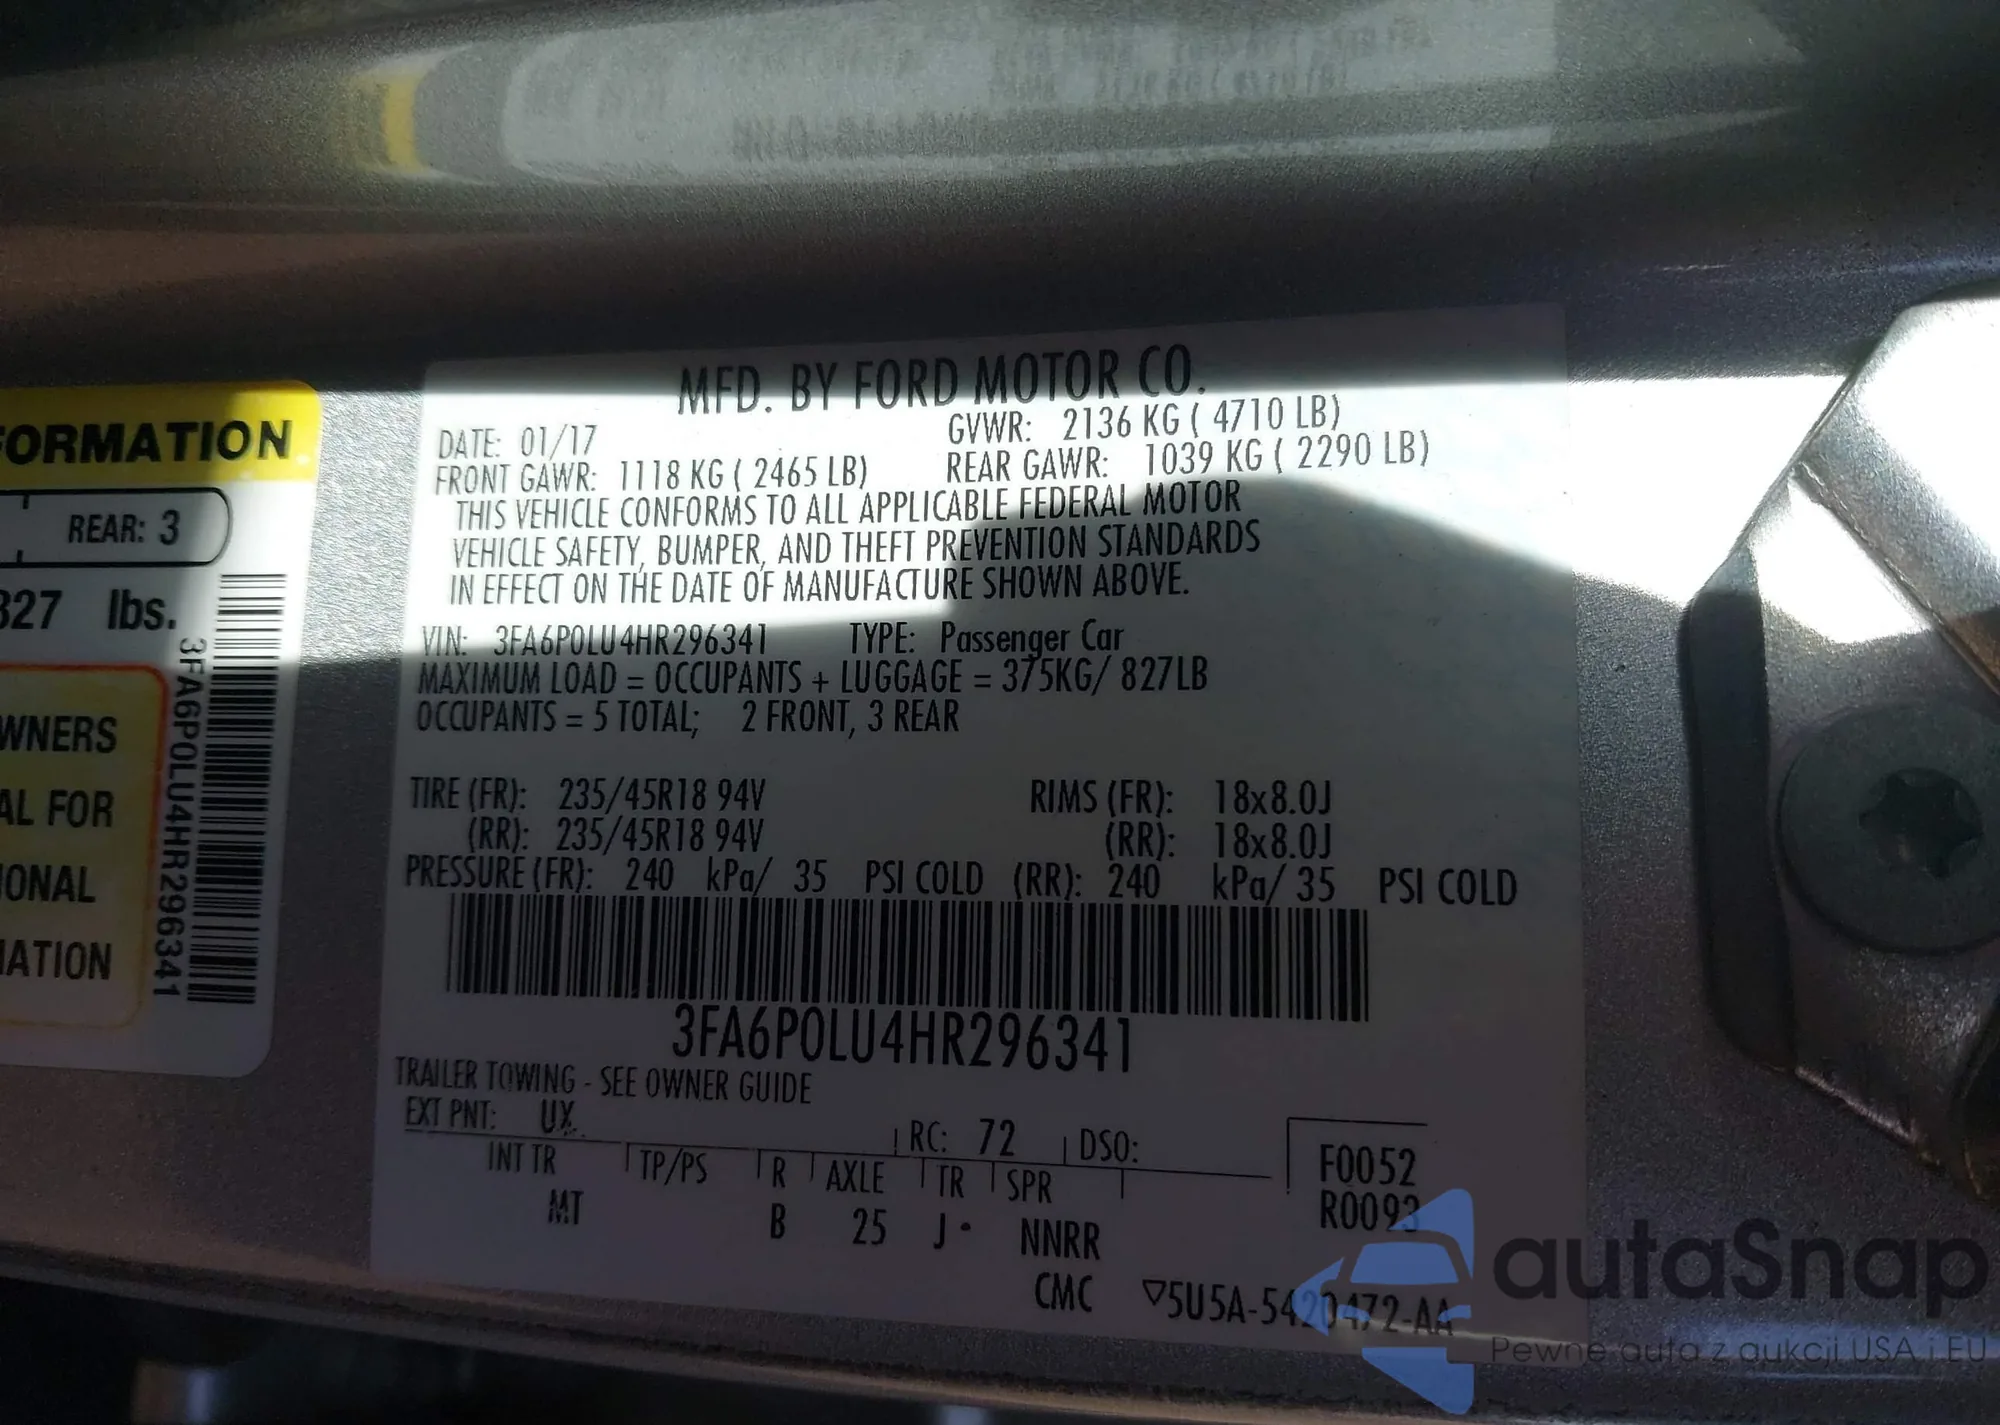 FORMATION
REAR: 3
827 lbs.
WNERS
AL FOR
IONAL
MATION
3FA6P0LU4HR296341
MFD. BY FORD MOTOR CO.
DATE: 01/17 GVWR: 2136 KG ( 4710 LB)
FRONT GAWR: 1118 KG ( 2465 LB) REAR GAWR: 1039 KG ( 2290 LB)
THIS VEHICLE CONFORMS TO ALL APPLICABLE FEDERAL MOTOR
VEHICLE SAFETY, BUMPER, AND THEFT PREVENTION STANDARDS
IN EFFECT ON THE DATE OF MANUFACTURE SHOWN ABOVE.
VIN: 3FA6P0LU4HR296341 TYPE: Passenger Car
MAXIMUM LOAD = OCCUPANTS + LUGGAGE = 375KG/ 827LB
OCCUPANTS = 5 TOTAL; 2 FRONT, 3 REAR
TIRE (FR): 235/45R18 94V RIMS (FR): 18x8.0J
(RR): 235/45R18 94V (RR): 18x8.0J
PRESSURE (FR): 240 kPa/ 35 PSI COLD (RR): 240 kPa/ 35 PSI COLD
3FA6P0LU4HR296341
TRAILER TOWING - SEE OWNER GUIDE
EXT PNT: UX RC: 72 DSO:
INT TR TP/PS R AXLE TR SPR F0052
MT B 25 J NNRR R0093
CMC ▽5U5A-5420472-AA
autaSnap
Pewne auta z aukcji USA i EU